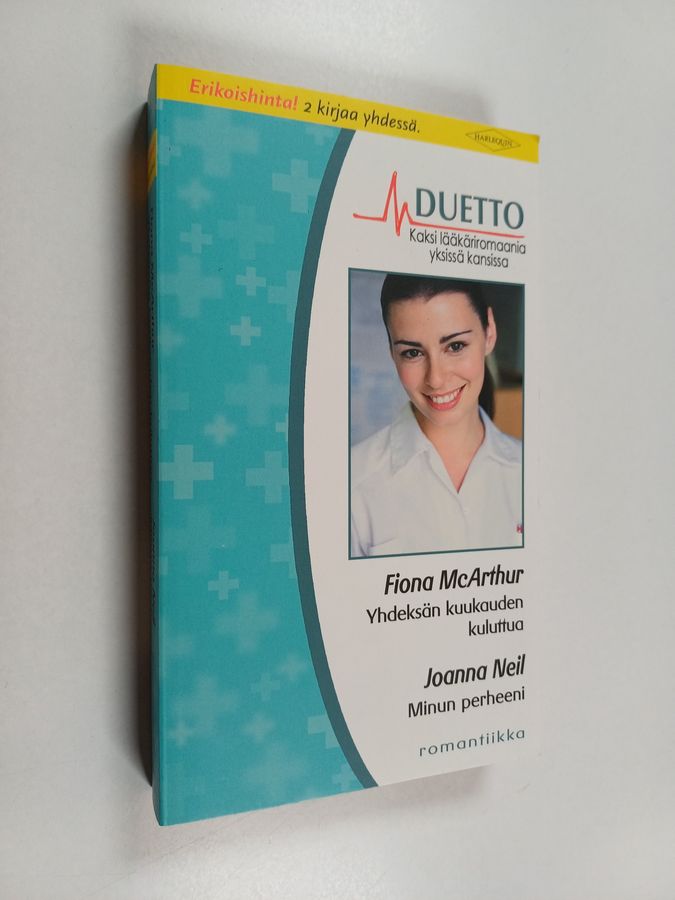 Erikoishinta! 2 kirjaa yhdessä.
HARLEQUIN
DUETTO
Kaksi lääkäriromaania
yksissä kansissa
Fiona McArthur
Yhdeksän kuukauden
kuluttua
Joanna Neil
Minun perheeni
romantiikka